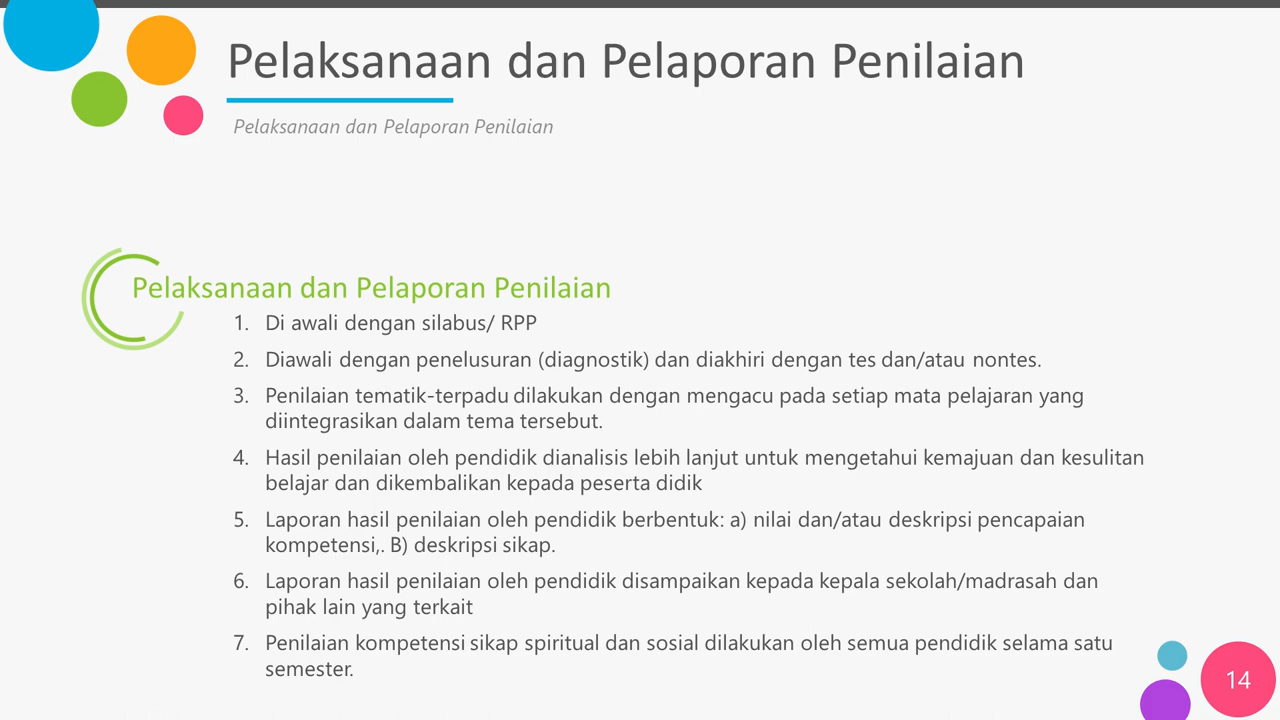 Pelaksanaan dan Pelaporan Penilaian
Pelaksanaan dan Pelaporan Penilaian
Pelaksanaan dan Pelaporan Penilaian
1. Di awali dengan silabus/ RPP
2. Diawali dengan penelusuran (diagnostik) dan diakhiri dengan tes dan/atau nontes.
3. Penilaian tematik-terpadu dilakukan dengan mengacu pada setiap mata pelajaran yang
diintegrasikan dalam tema tersebut.
4. Hasil penilaian oleh pendidik dianalisis lebih lanjut untuk mengetahui kemajuan dan kesulitan
belajar dan dikembalikan kepada peserta didik
5. Laporan hasil penilaian oleh pendidik berbentuk: a) nilai dan/atau deskripsi pencapaian
kompetensi,. B) deskripsi sikap.
6. Laporan hasil penilaian oleh pendidik disampaikan kepada kepala sekolah/madrasah dan
pihak lain yang terkait
7. Penilaian kompetensi sikap spiritual dan sosial dilakukan oleh semua pendidik selama satu
semester.
14